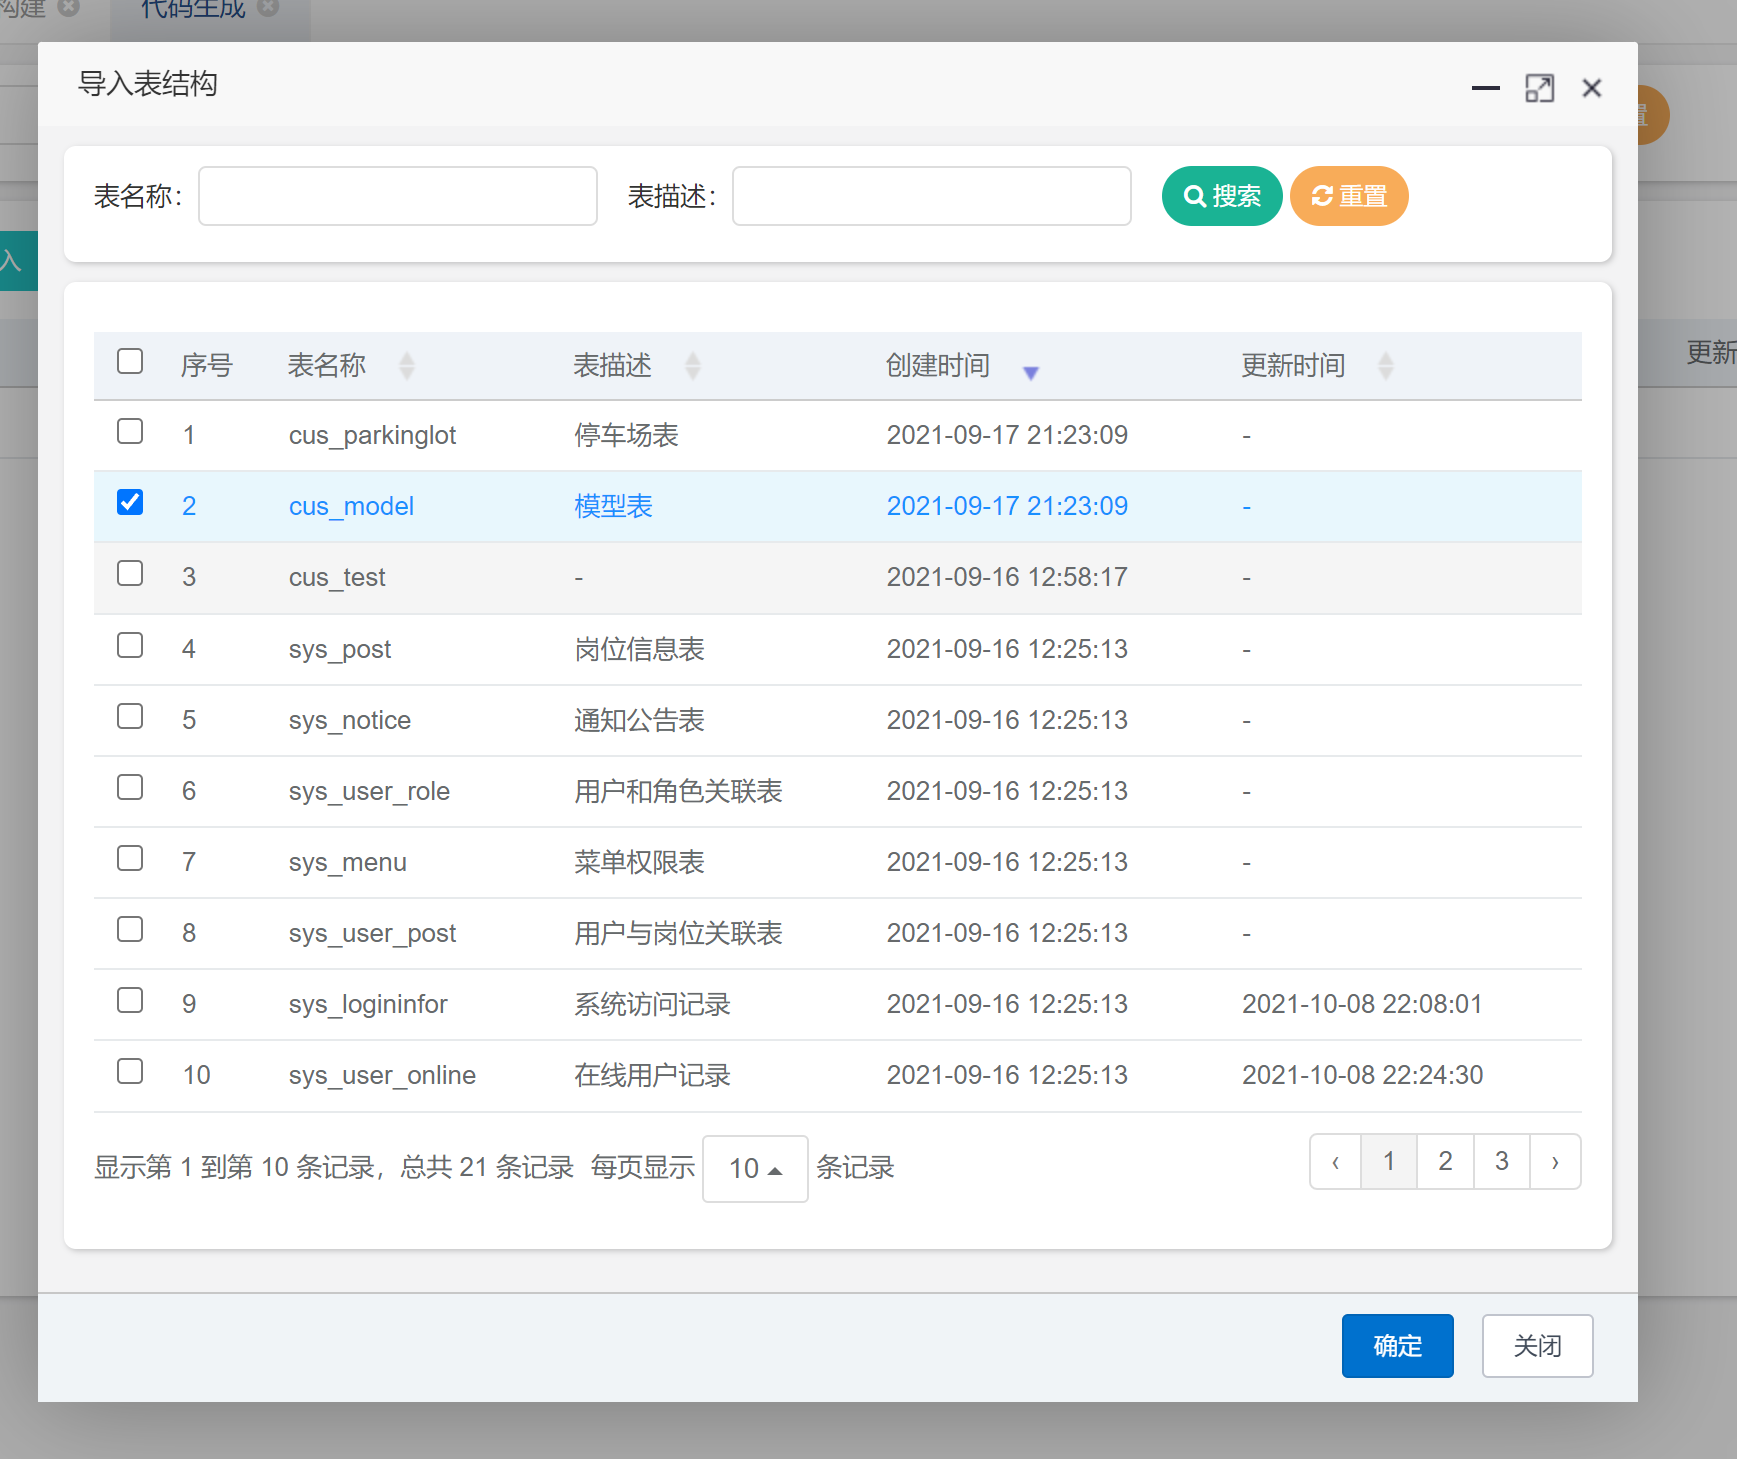 构建 代码生成
导入表结构
置
表名称： 表描述： 搜索 重置
入
序号 表名称 表描述 创建时间 更新时间
更新
1 cus_parkinglot 停车场表 2021-09-17 21:23:09 -
2 cus_model 模型表 2021-09-17 21:23:09 -
3 cus_test - 2021-09-16 12:58:17 -
4 sys_post 岗位信息表 2021-09-16 12:25:13 -
5 sys_notice 通知公告表 2021-09-16 12:25:13 -
6 sys_user_role 用户和角色关联表 2021-09-16 12:25:13 -
7 sys_menu 菜单权限表 2021-09-16 12:25:13 -
8 sys_user_post 用户与岗位关联表 2021-09-16 12:25:13 -
9 sys_logininfor 系统访问记录 2021-09-16 12:25:13 2021-10-08 22:08:01
10 sys_user_online 在线用户记录 2021-09-16 12:25:13 2021-10-08 22:24:30
显示第 1 到第 10 条记录，总共 21 条记录 每页显示 10 条记录 ‹ 1 2 3 ›
确定 关闭